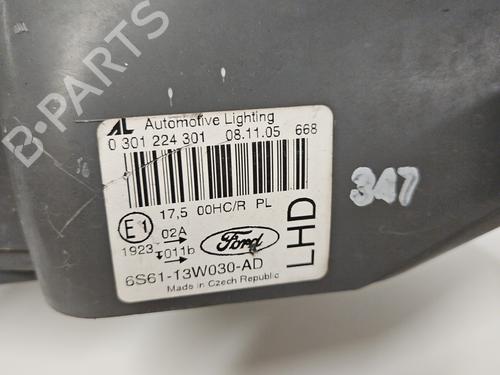 B-PARTS
AL Automotive Lighting
0 301 224 301 08.11.05 668
17,5 00HC/R PL
E1 02A
1923 011b
Ford
LHD
6S61-13W030-AD
Made in Czech Republic
347